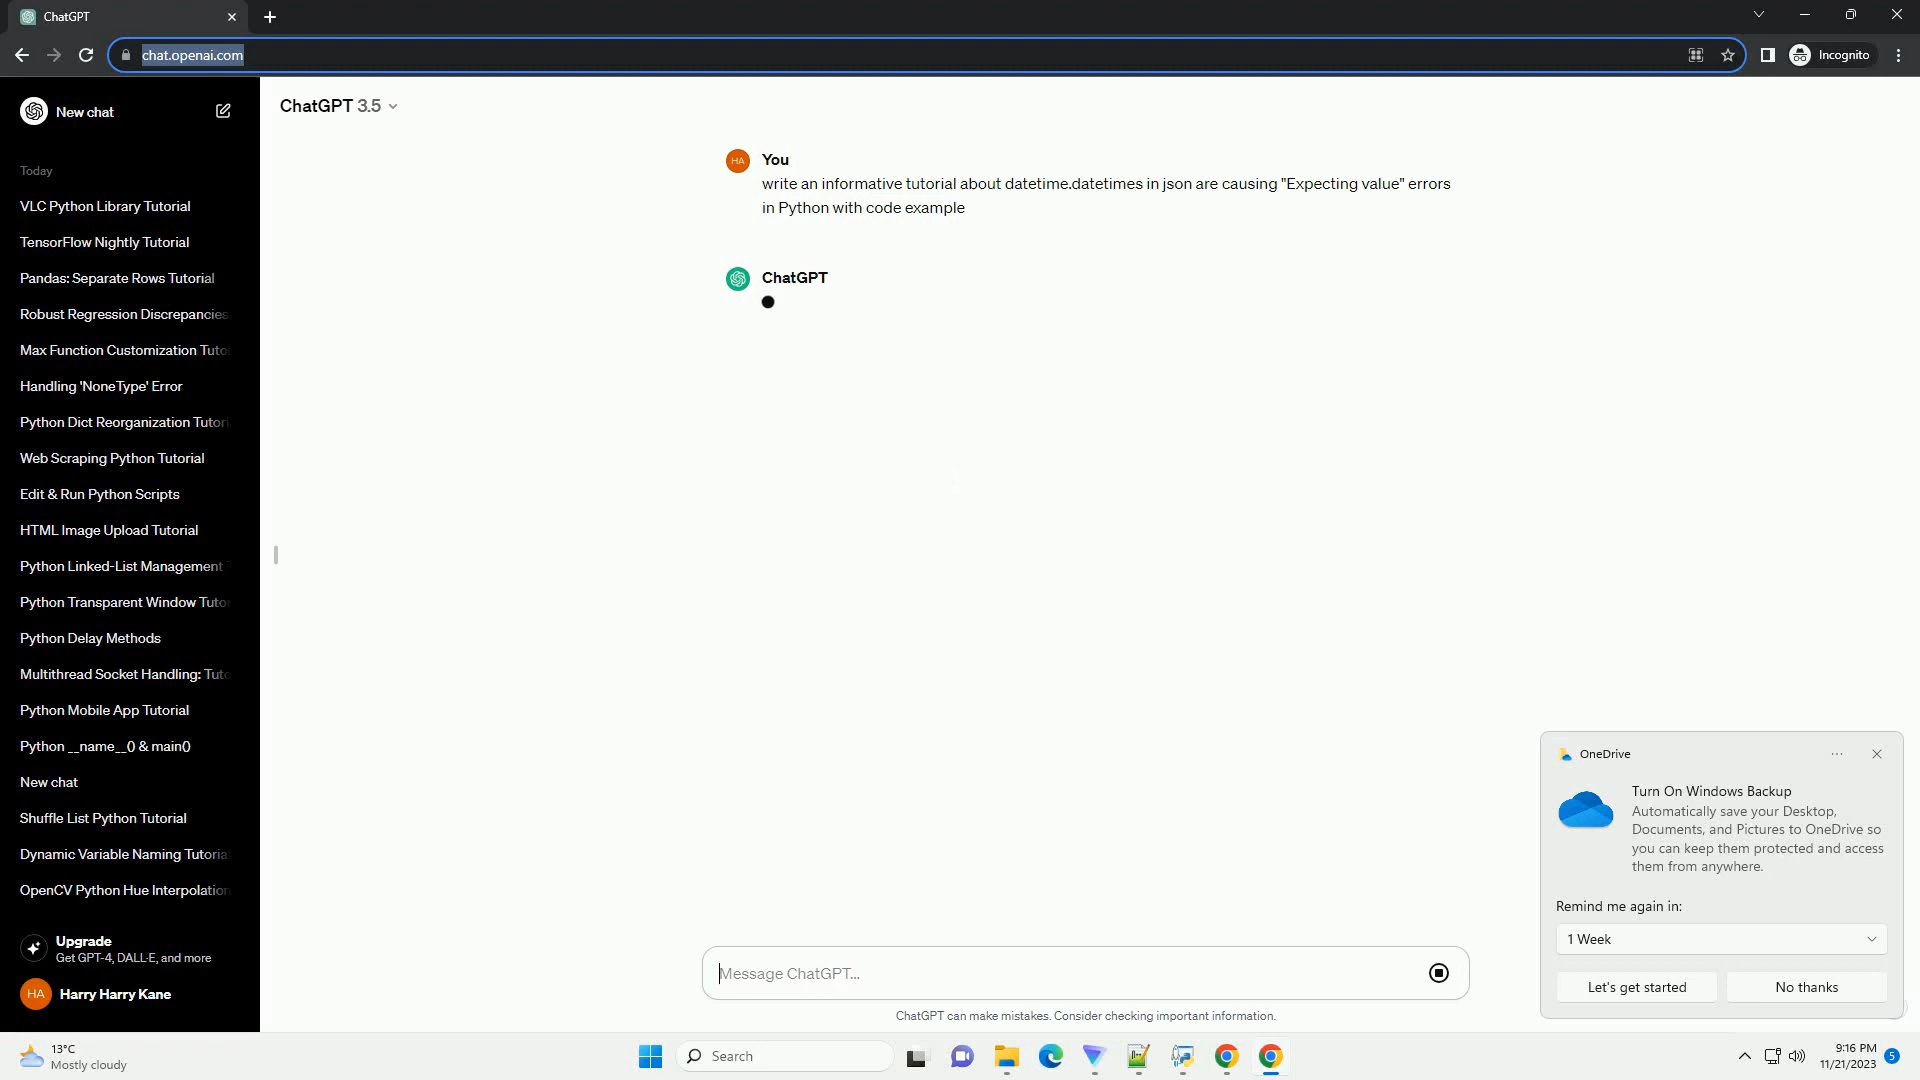 ChatGPT
chat.openai.com
Incognito
New chat
Today
VLC Python Library Tutorial
TensorFlow Nightly Tutorial
Pandas: Separate Rows Tutorial
Robust Regression Discrepancies
Max Function Customization Tuto
Handling 'NoneType' Error
Python Dict Reorganization Tutori
Web Scraping Python Tutorial
Edit & Run Python Scripts
HTML Image Upload Tutorial
Python Linked-List Management
Python Transparent Window Tutor
Python Delay Methods
Multithread Socket Handling: Tuto
Python Mobile App Tutorial
Python __name__() & main()
New chat
Shuffle List Python Tutorial
Dynamic Variable Naming Tutorial
OpenCV Python Hue Interpolation
Upgrade
Get GPT-4, DALL·E, and more
HA
Harry Harry Kane
ChatGPT 3.5
HA
You
write an informative tutorial about datetime.datetimes in json are causing "Expecting value" errors
in Python with code example
ChatGPT
Message ChatGPT...
ChatGPT can make mistakes. Consider checking important information.
OneDrive
Turn On Windows Backup
Automatically save your Desktop,
Documents, and Pictures to OneDrive so
you can keep them protected and access
them from anywhere.
Remind me again in:
1 Week
Let's get started
No thanks
13°C
Mostly cloudy
Search
9:16 PM
11/21/2023
5